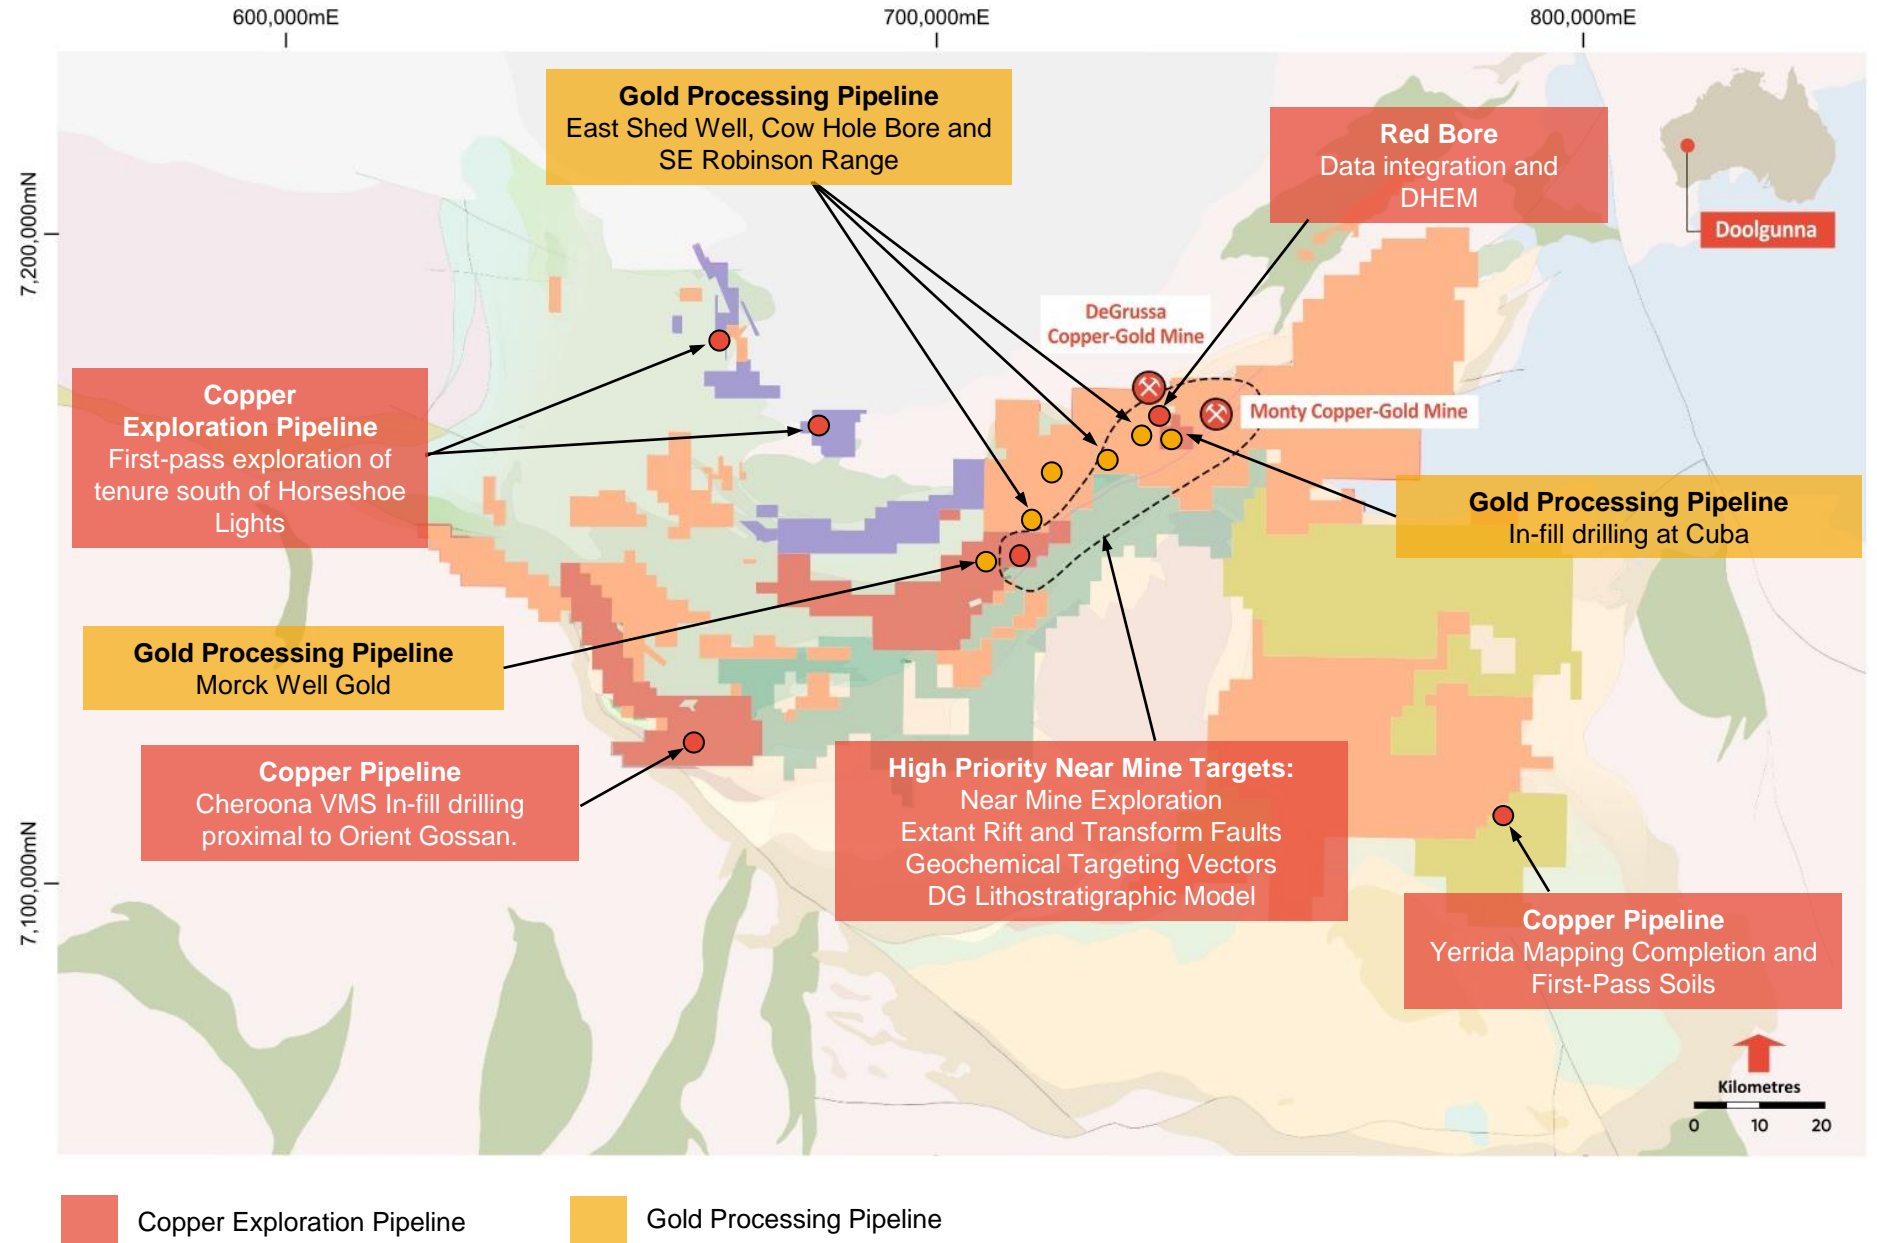 600,000mE
700,000mE
800,000mE
7,200,000mN
7,100,000mN
Gold Processing Pipeline
East Shed Well, Cow Hole Bore and
SE Robinson Range
Red Bore
Data integration and
DHEM
Doolgunna
DeGrussa
Copper-Gold Mine
Monty Copper-Gold Mine
Copper
Exploration Pipeline
First-pass exploration of
tenure south of Horseshoe
Lights
Gold Processing Pipeline
In-fill drilling at Cuba
Gold Processing Pipeline
Morck Well Gold
Copper Pipeline
Cheroona VMS In-fill drilling
proximal to Orient Gossan.
High Priority Near Mine Targets:
Near Mine Exploration
Extant Rift and Transform Faults
Geochemical Targeting Vectors
DG Lithostratigraphic Model
Copper Pipeline
Yerrida Mapping Completion and
First-Pass Soils
Kilometres
0 10 20
Copper Exploration Pipeline
Gold Processing Pipeline